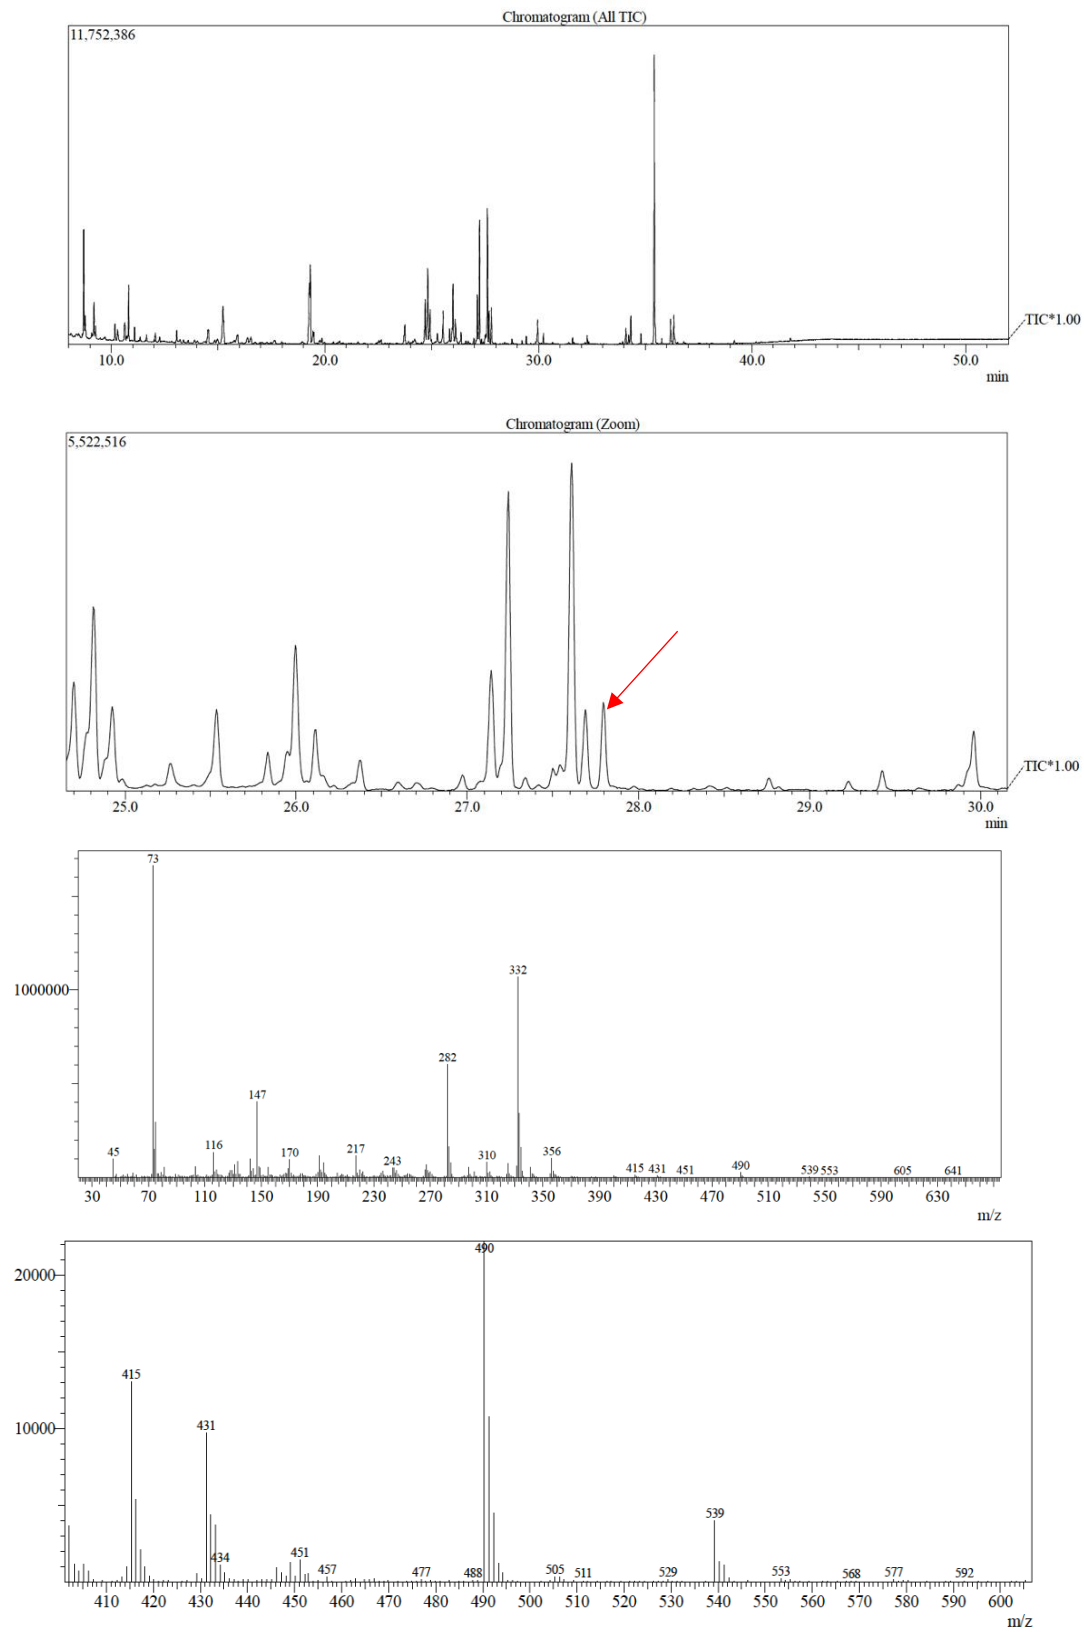 Chromatogram (All TIC)
11,752,386
TIC*1.00
10.0 20.0 30.0 40.0 50.0
min
Chromatogram (Zoom)
5,522,516
TIC*1.00
25.0 26.0 27.0 28.0 29.0 30.0
min
73
332
1000000
282
147
45 116 170 217 243 310 356 415 431 451 490 539 553 605 641
30 70 110 150 190 230 270 310 350 390 430 470 510 550 590 630
m/z
490
20000
415
10000
431
539
434 451 457 477 488 505 511 529 553 568 577 592
410 420 430 440 450 460 470 480 490 500 510 520 530 540 550 560 570 580 590 600
m/z